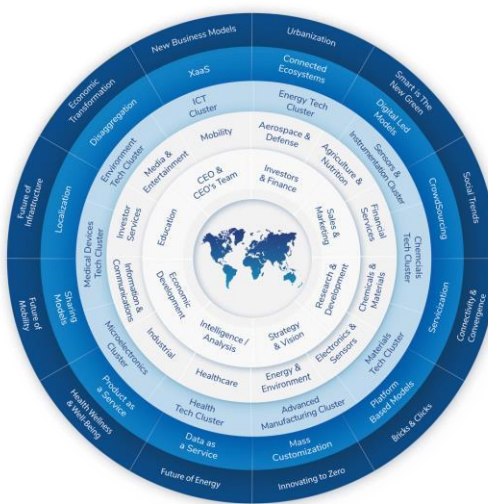 Urbanization
Smart is The
New Green
Social Trends
Connectivity &
Convergence
Bricks & Clicks
Innovating to Zero
Future of Energy
Health Wellness
& Well Being
Future of
Mobility
Future of
Infrastructure
Economic
Transformation
New Business Models
Connected
Ecosystems
Digital Led
Models
CrowdSourcing
Servicization
Platform
Based Models
Mass
Customization
Data as
a Service
Product as
a Service
Sharing
Models
Localization
Disaggregation
XaaS
Energy Tech
Cluster
Sensors &
Instrumentation Cluster
Chemcials
Tech Cluster
Materials
Tech Cluster
Advanced
Manufacturing Cluster
Health
Tech Cluster
Microelectronics
Cluster
Medical Devices
Tech Cluster
Environment
Tech Cluster
ICT
Cluster
Aerospace &
Defense
Agriculture &
Nutrition
Financial
Services
Chemicals &
Materials
Electronics &
Sensors
Energy &
Environment
Healthcare
Industrial
Information &
Communications
Investor
Services
Media &
Entertainment
Mobility
Investors
& Finance
Sales &
Marketing
Research &
Development
Strategy
& Vision
Intelligence /
Analysis
Economic
Development
Education
CEO &
CEO's Team